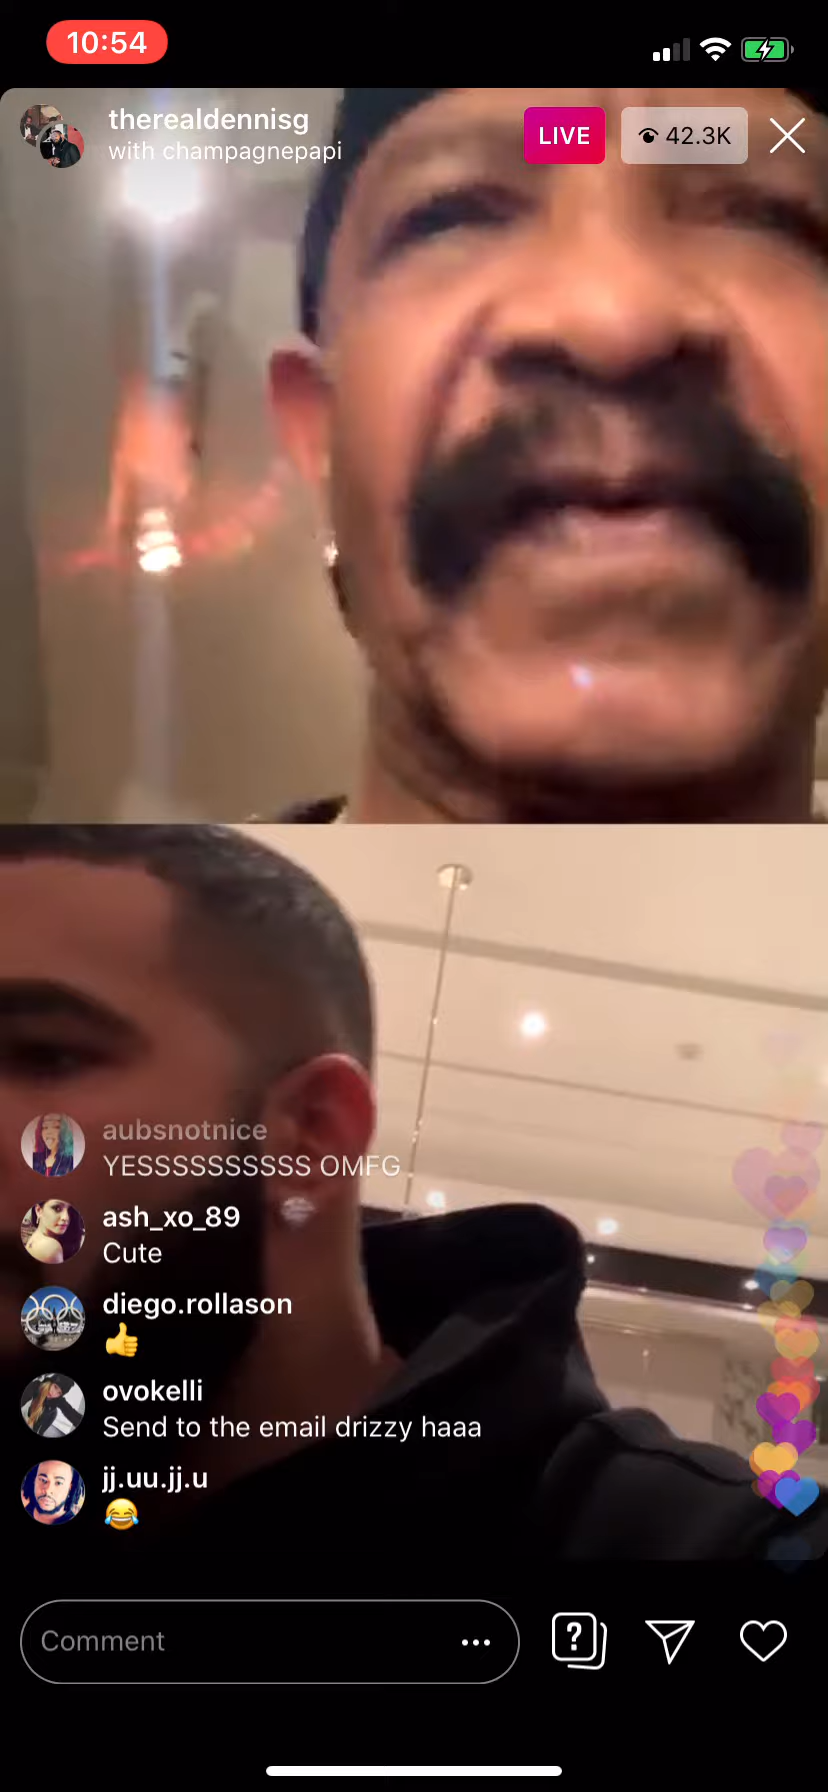 10:54
therealdennisg
with champagnepapi
LIVE
42.3K
aubsnotnice
YESSSSSSSSSS OMFG
ash_xo_89
Cute
diego.rollason
👍
ovokelli
Send to the email drizzy haaa
jj.uu.jj.u
😂
Comment
?